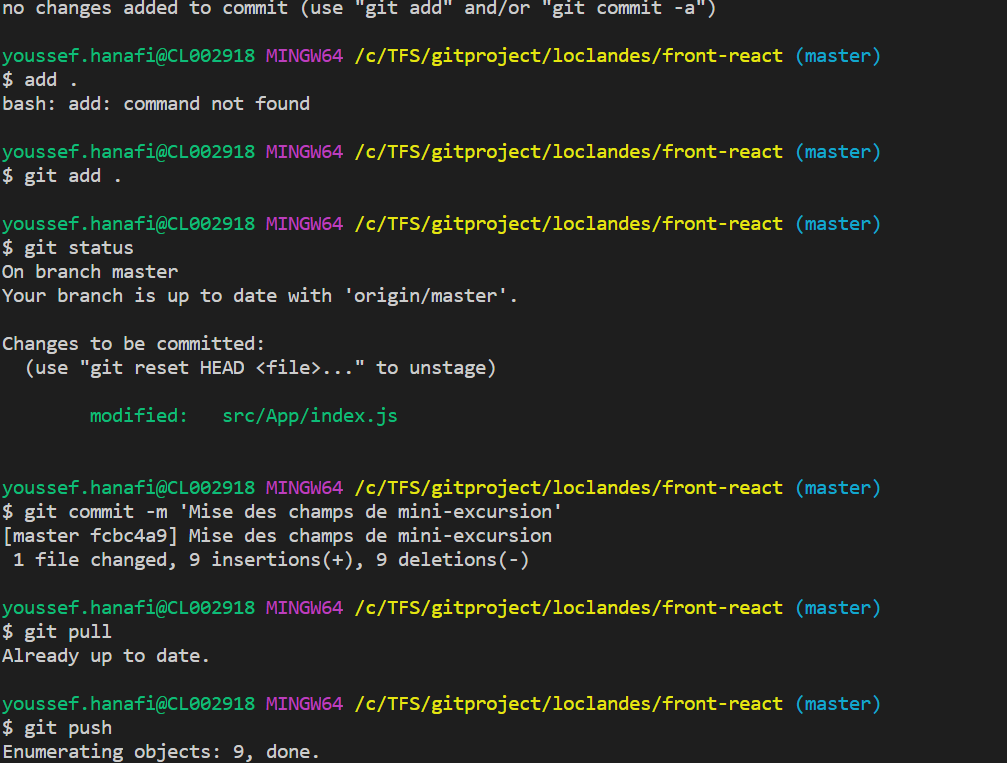 no changes added to commit (use "git add" and/or "git commit -a")
youssef.hanafi@CL002918 MINGW64 /c/TFS/gitproject/loclandes/front-react (master)
$ add .
bash: add: command not found
youssef.hanafi@CL002918 MINGW64 /c/TFS/gitproject/loclandes/front-react (master)
$ git add .
youssef.hanafi@CL002918 MINGW64 /c/TFS/gitproject/loclandes/front-react (master)
$ git status
On branch master
Your branch is up to date with 'origin/master'.
Changes to be committed:
  (use "git reset HEAD <file>..." to unstage)
        modified:   src/App/index.js
youssef.hanafi@CL002918 MINGW64 /c/TFS/gitproject/loclandes/front-react (master)
$ git commit -m 'Mise des champs de mini-excursion'
[master fcbc4a9] Mise des champs de mini-excursion
 1 file changed, 9 insertions(+), 9 deletions(-)
youssef.hanafi@CL002918 MINGW64 /c/TFS/gitproject/loclandes/front-react (master)
$ git pull
Already up to date.
youssef.hanafi@CL002918 MINGW64 /c/TFS/gitproject/loclandes/front-react (master)
$ git push
Enumerating objects: 9, done.